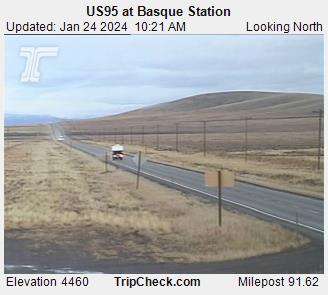 US95 at Basque Station
Updated: Jan 24 2024 10:21 AM Looking North
Elevation 4460 TripCheck.com Milepost 91.62